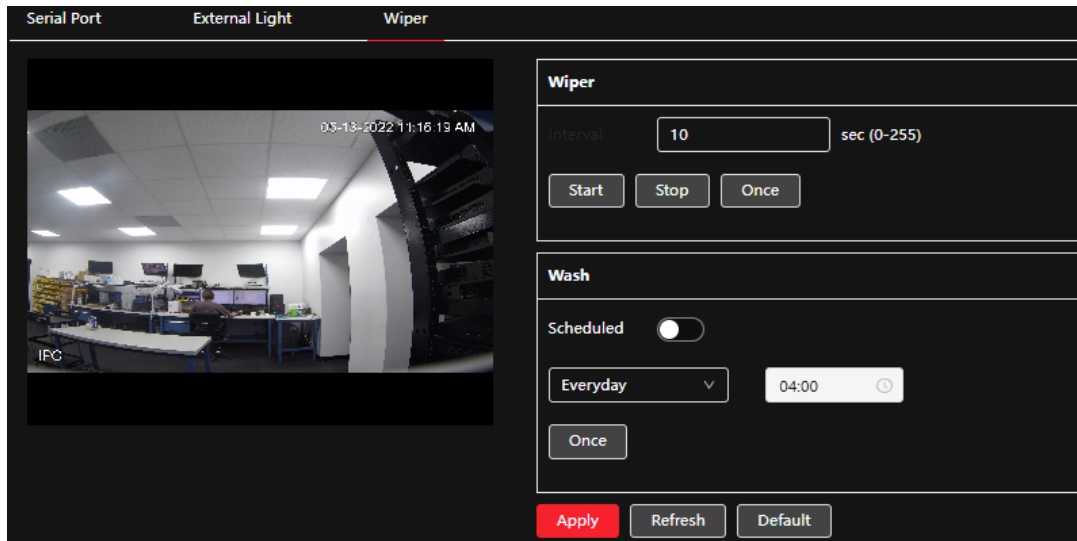 Serial Port External Light Wiper
05-13-2022 11:16:19 AM
IPC
Wiper
Interval 10 sec (0-255)
Start Stop Once
Wash
Scheduled
Everyday 04:00
Once
Apply Refresh Default